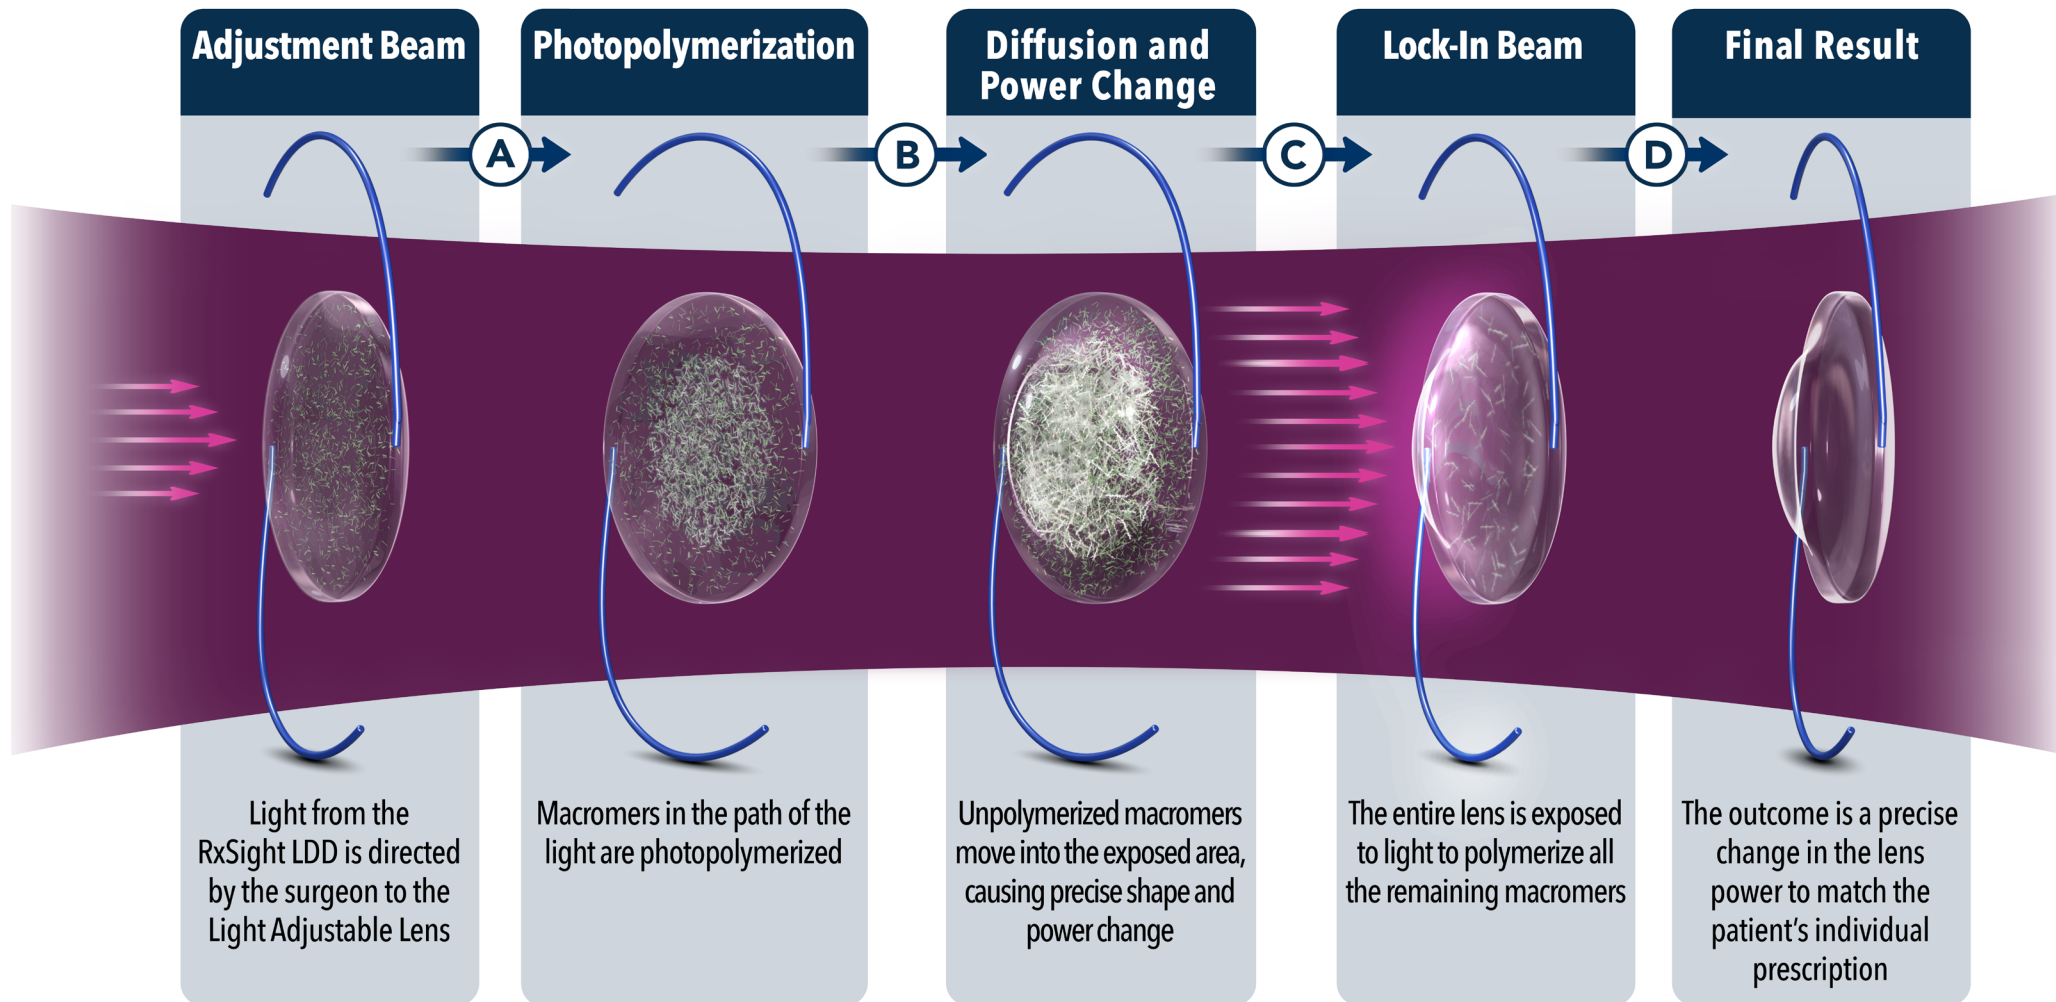 Adjustment Beam
Photopolymerization
Diffusion and
Power Change
Lock-In Beam
Final Result
A
B
C
D
Light from the
RxSight LDD is directed
by the surgeon to the
Light Adjustable Lens
Macromers in the path of the
light are photopolymerized
Unpolymerized macromers
move into the exposed area,
causing precise shape and
power change
The entire lens is exposed
to light to polymerize all
the remaining macromers
The outcome is a precise
change in the lens
power to match the
patient's individual
prescription